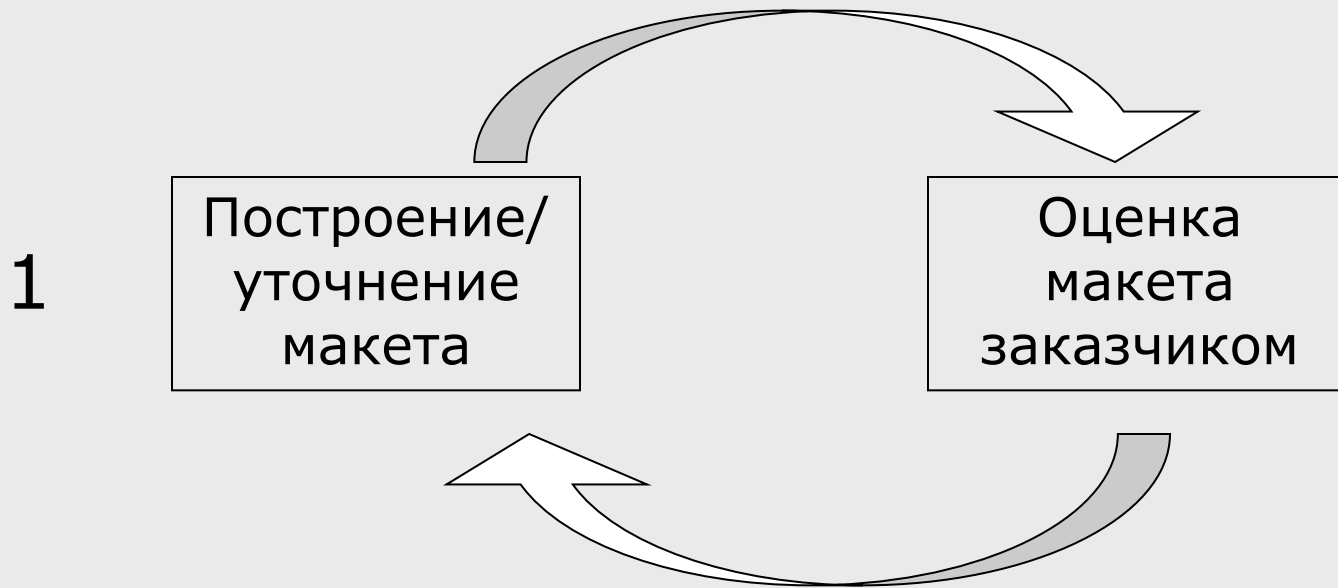 1
Построение/
уточнение
макета
Оценка
макета
заказчиком